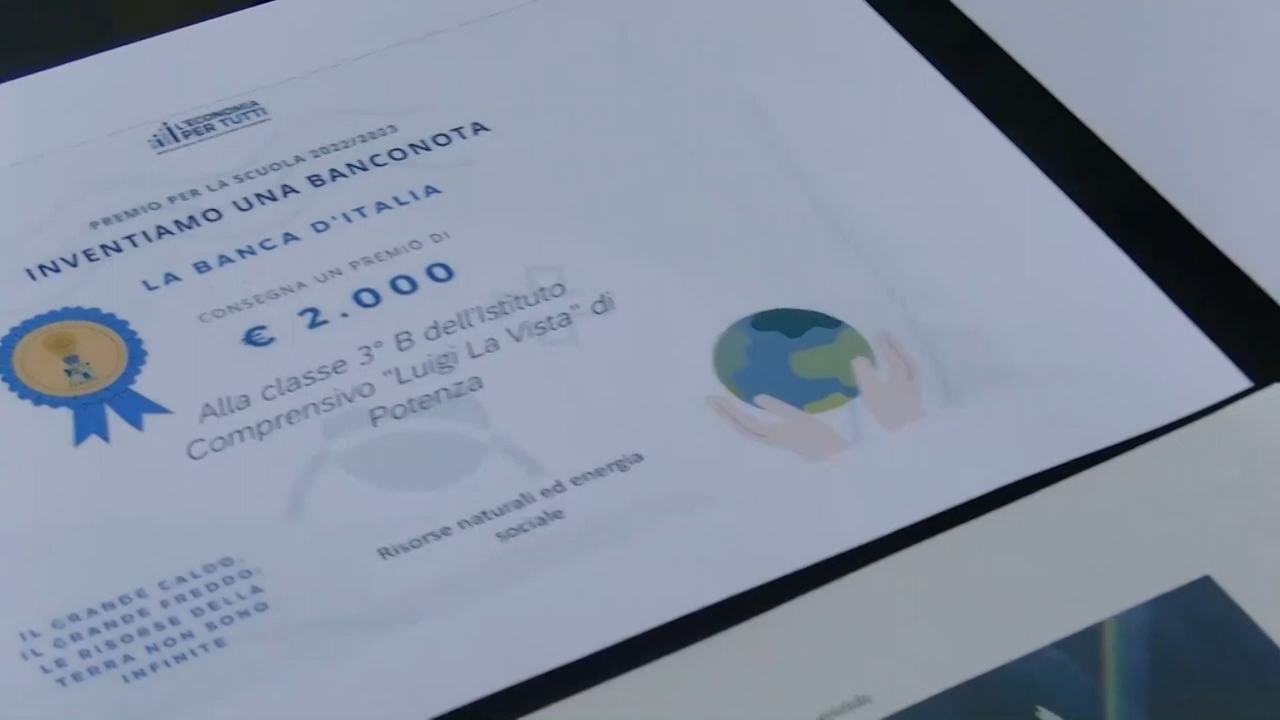 L'ECONOMIA
PER TUTTI
PREMIO PER LA SCUOLA 2022/2023
INVENTIAMO UNA BANCONOTA
LA BANCA D'ITALIA
CONSEGNA UN PREMIO DI
€ 2.000
Alla classe 3° B dell'Istituto
Comprensivo "Luigi La Vista" di
Potenza
Risorse naturali ed energia
sociale
IL GRANDE CALDO,
IL GRANDE FREDDO.
LE RISORSE DELLA
TERRA NON SONO
INFINITE